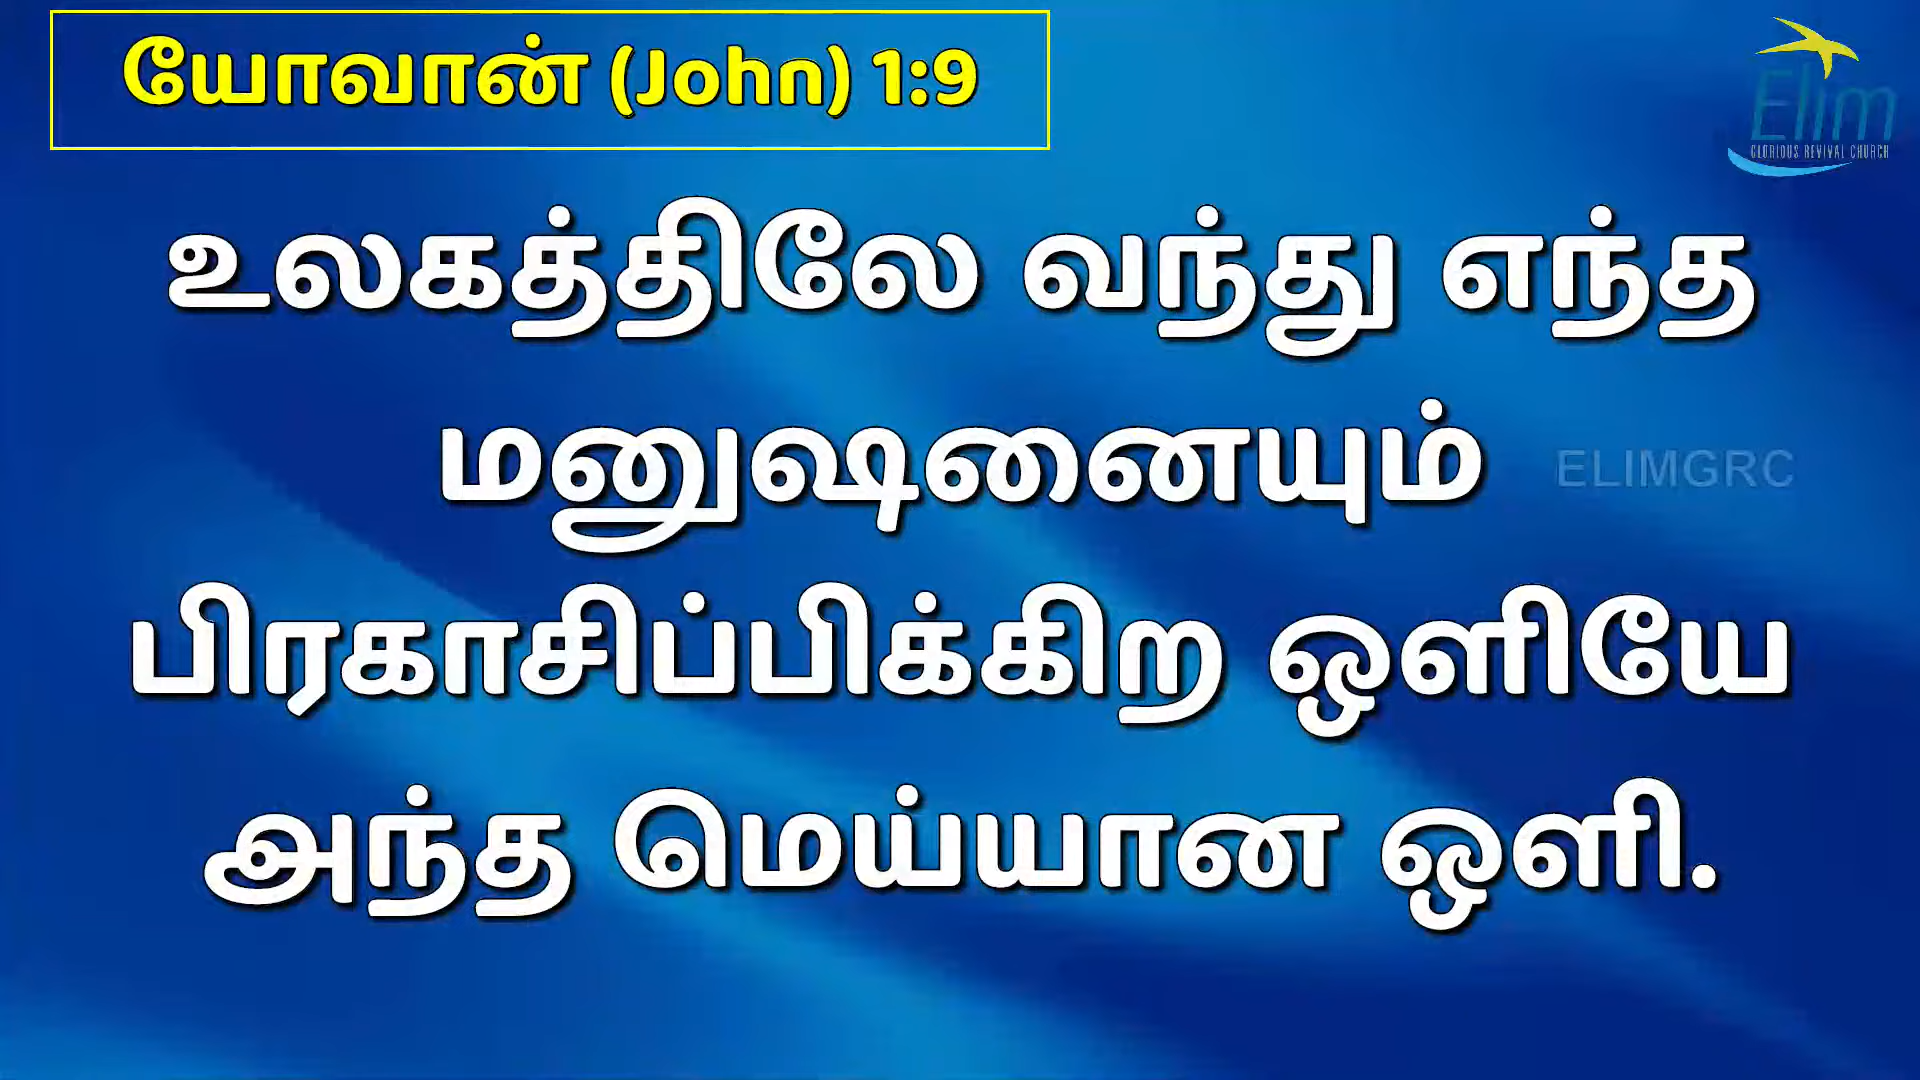 யோவான் (John) 1:9
Elim
GLORIOUS REVIVAL CHURCH
உலகத்திலே வந்து எந்த
மனுஷனையும்
ELIMGRC
பிரகாசிப்பிக்கிற ஒளியே
அந்த மெய்யான ஒளி.